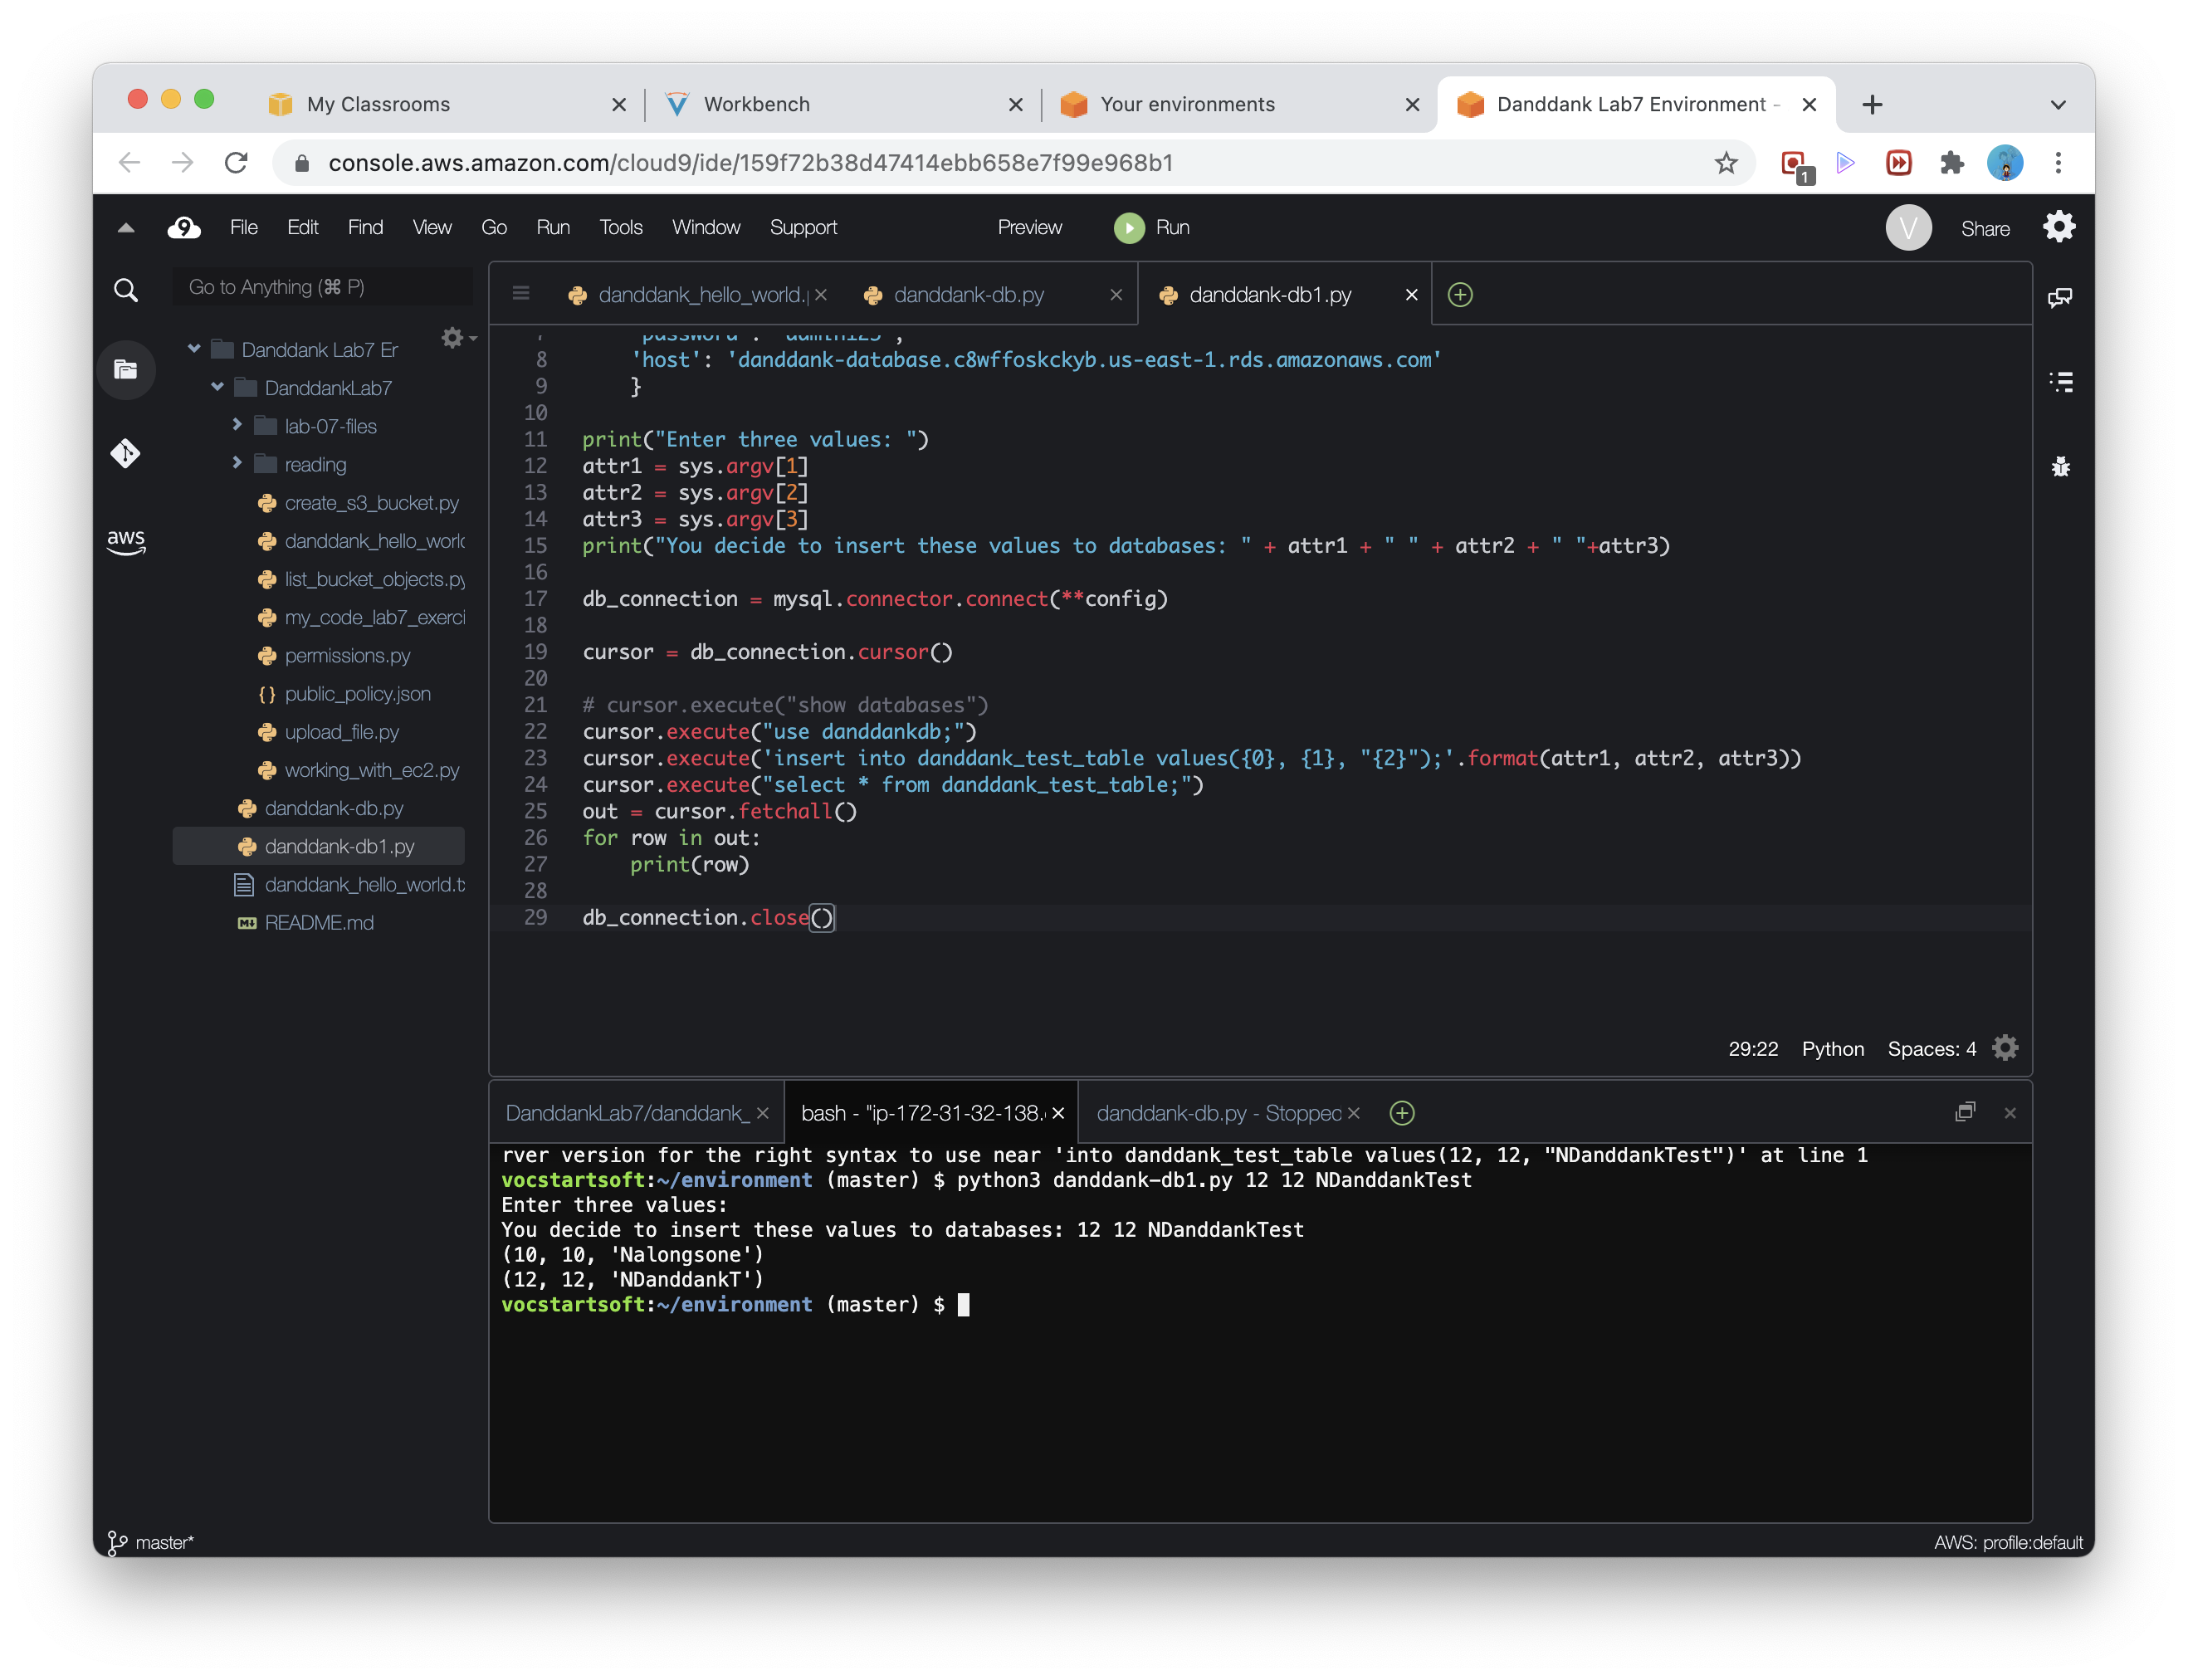 My Classrooms
Workbench
Your environments
Danddank Lab7 Environment -
console.aws.amazon.com/cloud9/ide/159f72b38d47414ebb658e7f99e968b1
1
9 File Edit Find View Go Run Tools Window Support Preview Run V Share
Go to Anything (⌘ P)
Danddank Lab7 Er
DanddankLab7
lab-07-files
reading
create_s3_bucket.py
danddank_hello_worlc
list_bucket_objects.py
my_code_lab7_exerci
permissions.py
{} public_policy.json
upload_file.py
working_with_ec2.py
danddank-db.py
danddank-db1.py
danddank_hello_world.tx
README.md
aws
danddank_hello_world.p
danddank-db.py
danddank-db1.py
7 'password': 'admin123',
8 'host': 'danddank-database.c8wffoskckyb.us-east-1.rds.amazonaws.com'
9 }
10
11 print("Enter three values: ")
12 attr1 = sys.argv[1]
13 attr2 = sys.argv[2]
14 attr3 = sys.argv[3]
15 print("You decide to insert these values to databases: " + attr1 + " " + attr2 + " "+attr3)
16
17 db_connection = mysql.connector.connect(**config)
18
19 cursor = db_connection.cursor()
20
21 # cursor.execute("show databases")
22 cursor.execute("use danddankdb;")
23 cursor.execute('insert into danddank_test_table values({0}, {1}, "{2}");'.format(attr1, attr2, attr3))
24 cursor.execute("select * from danddank_test_table;")
25 out = cursor.fetchall()
26 for row in out:
27 print(row)
28
29 db_connection.close()
29:22 Python Spaces: 4
DanddankLab7/danddank_
bash - "ip-172-31-32-138.
danddank-db.py - Stopped
rver version for the right syntax to use near 'into danddank_test_table values(12, 12, "NDanddankTest")' at line 1
vocstartsoft:~/environment (master) $ python3 danddank-db1.py 12 12 NDanddankTest
Enter three values:
You decide to insert these values to databases: 12 12 NDanddankTest
(10, 10, 'Nalongsone')
(12, 12, 'NDanddankT')
vocstartsoft:~/environment (master) $
master*
AWS: profile:default